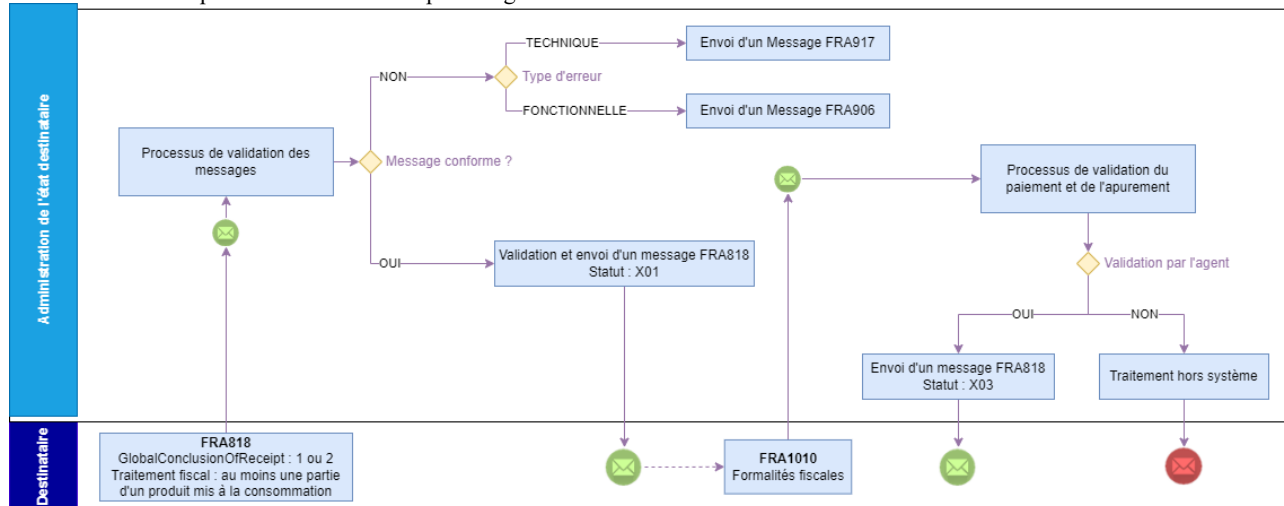 TECHNIQUE
Envoi d'un Message FRA917
NON
Type d'erreur
FONCTIONNELLE
Envoi d'un Message FRA906
Administration de l'état destinataire
Processus de validation des
messages
Message conforme ?
Processus de validation du
paiement et de l'apurement
OUI
Validation et envoi d'un message FRA818
Statut : X01
Validation par l'agent
OUI
NON
Envoi d'un message FRA818
Statut : X03
Traitement hors système
Destinataire
FRA818
GlobalConclusionOfReceipt : 1 ou 2
Traitement fiscal : au moins une partie
d'un produit mis à la consommation
FRA1010
Formalités fiscales